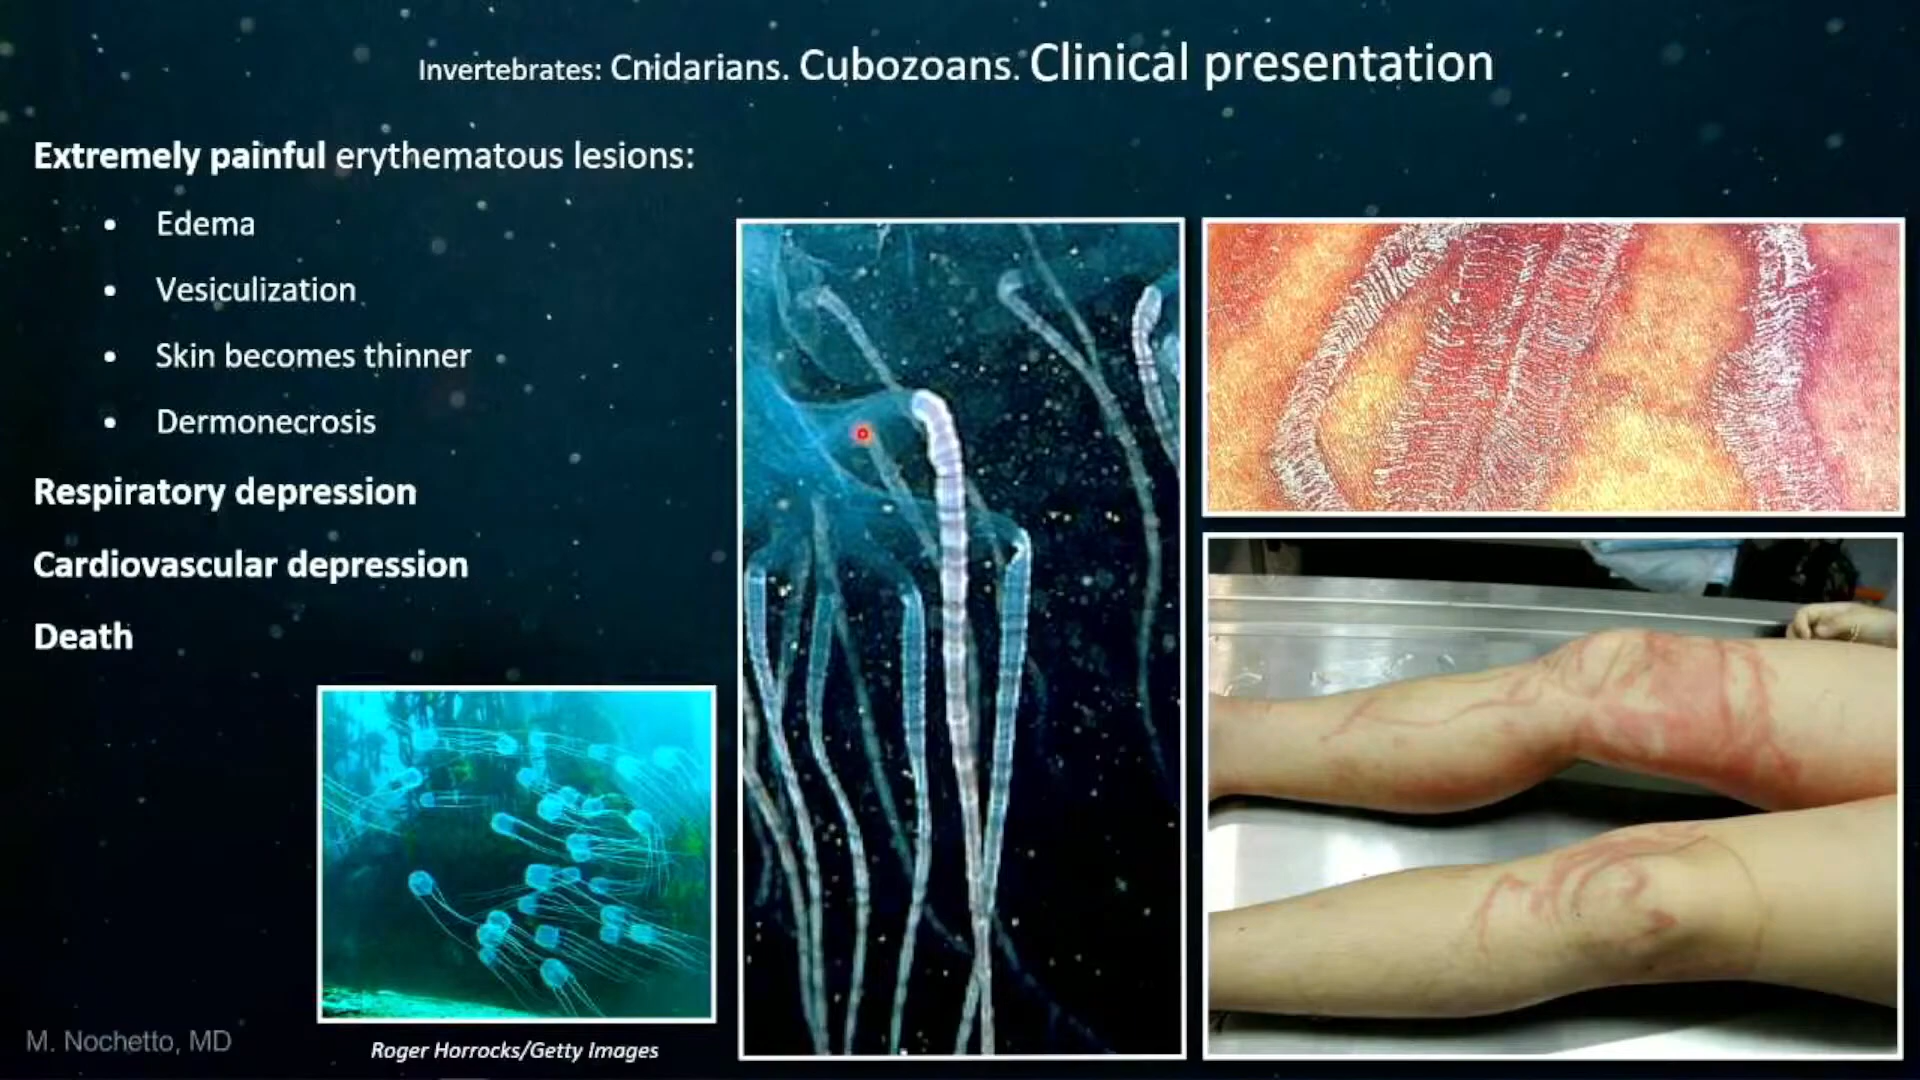 Invertebrates: Cnidarians. Cubozoans. Clinical presentation
Extremely painful erythematous lesions:
• Edema
• Vesiculization
• Skin becomes thinner
• Dermonecrosis
Respiratory depression
Cardiovascular depression
Death
M. Nochetto, MD
Roger Horrocks/Getty Images